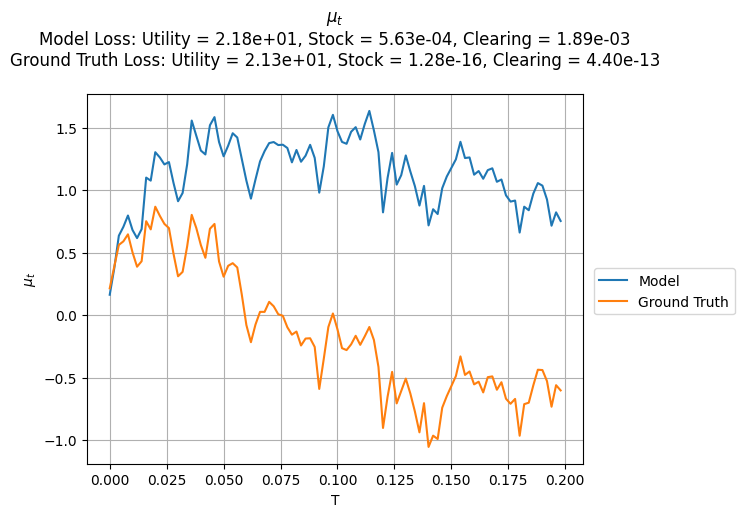 μt
Model Loss: Utility = 2.18e+01, Stock = 5.63e-04, Clearing = 1.89e-03
Ground Truth Loss: Utility = 2.13e+01, Stock = 1.28e-16, Clearing = 4.40e-13
1.5
1.0
0.5
0.0
−0.5
−1.0
μt
0.000 0.025 0.050 0.075 0.100 0.125 0.150 0.175 0.200
T
Model
Ground Truth